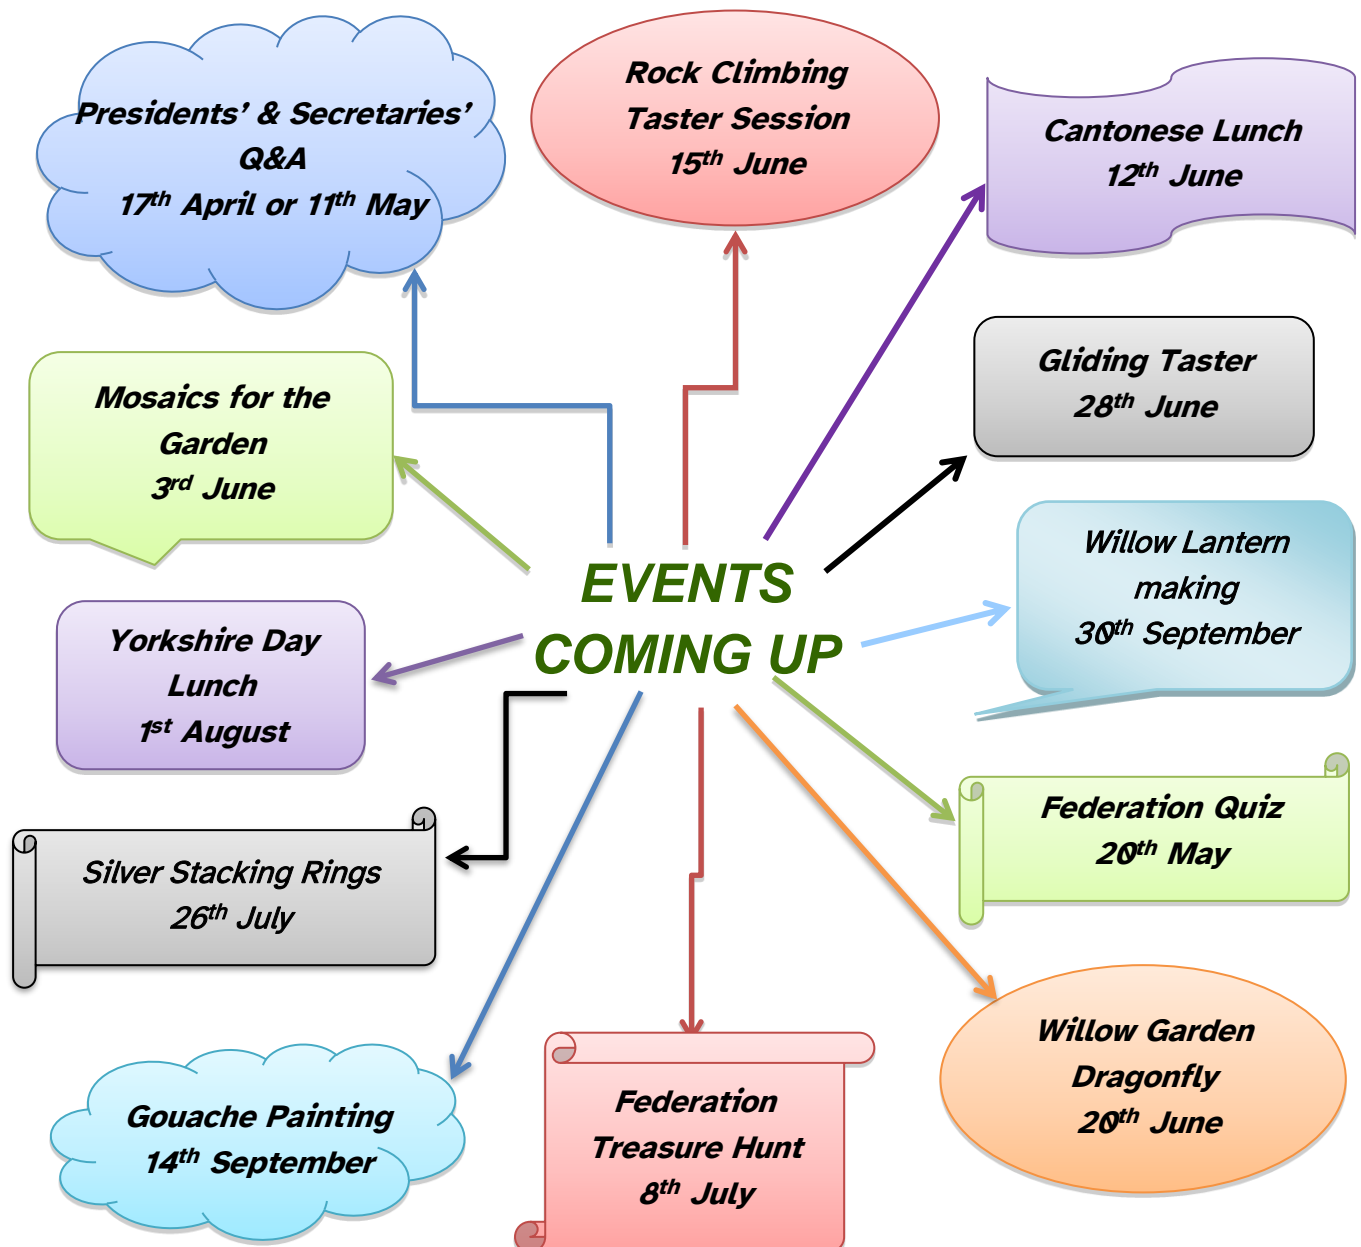 Presidents' & Secretaries'
Q&A
17th April or 11th May
Rock Climbing
Taster Session
15th June
Cantonese Lunch
12th June
Gliding Taster
28th June
Mosaics for the
Garden
3rd June
Willow Lantern
making
30th September
EVENTS
COMING UP
Yorkshire Day
Lunch
1st August
Federation Quiz
20th May
Silver Stacking Rings
26th July
Willow Garden
Dragonfly
20th June
Gouache Painting
14th September
Federation
Treasure Hunt
8th July